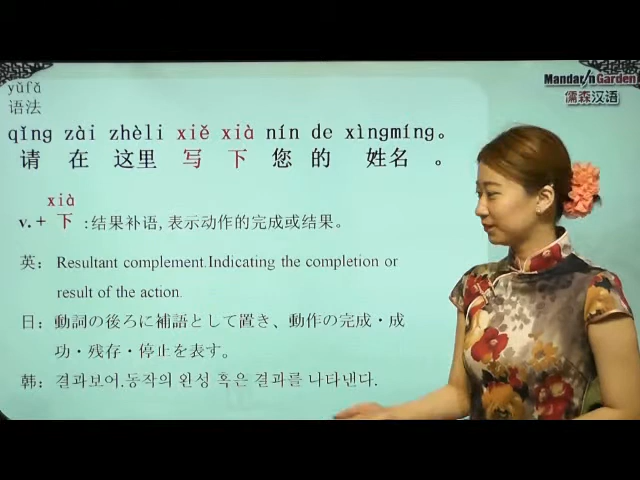 yǔfǎ
语法
Mandarin Garden
儒森汉语
qǐng zài zhèli xiě xià nín de xìngmíng。
请 在 这里 写 下 您 的 姓名 。
xià
v. + 下 :结果补语,表示动作的完成或结果。
英: Resultant complement.Indicating the completion or
result of the action.
日: 動詞の後ろに補語として置き、動作の完成・成
功・残存・停止を表す。
韩: 결과보어.동작의 완성 혹은 결과를 나타낸다.